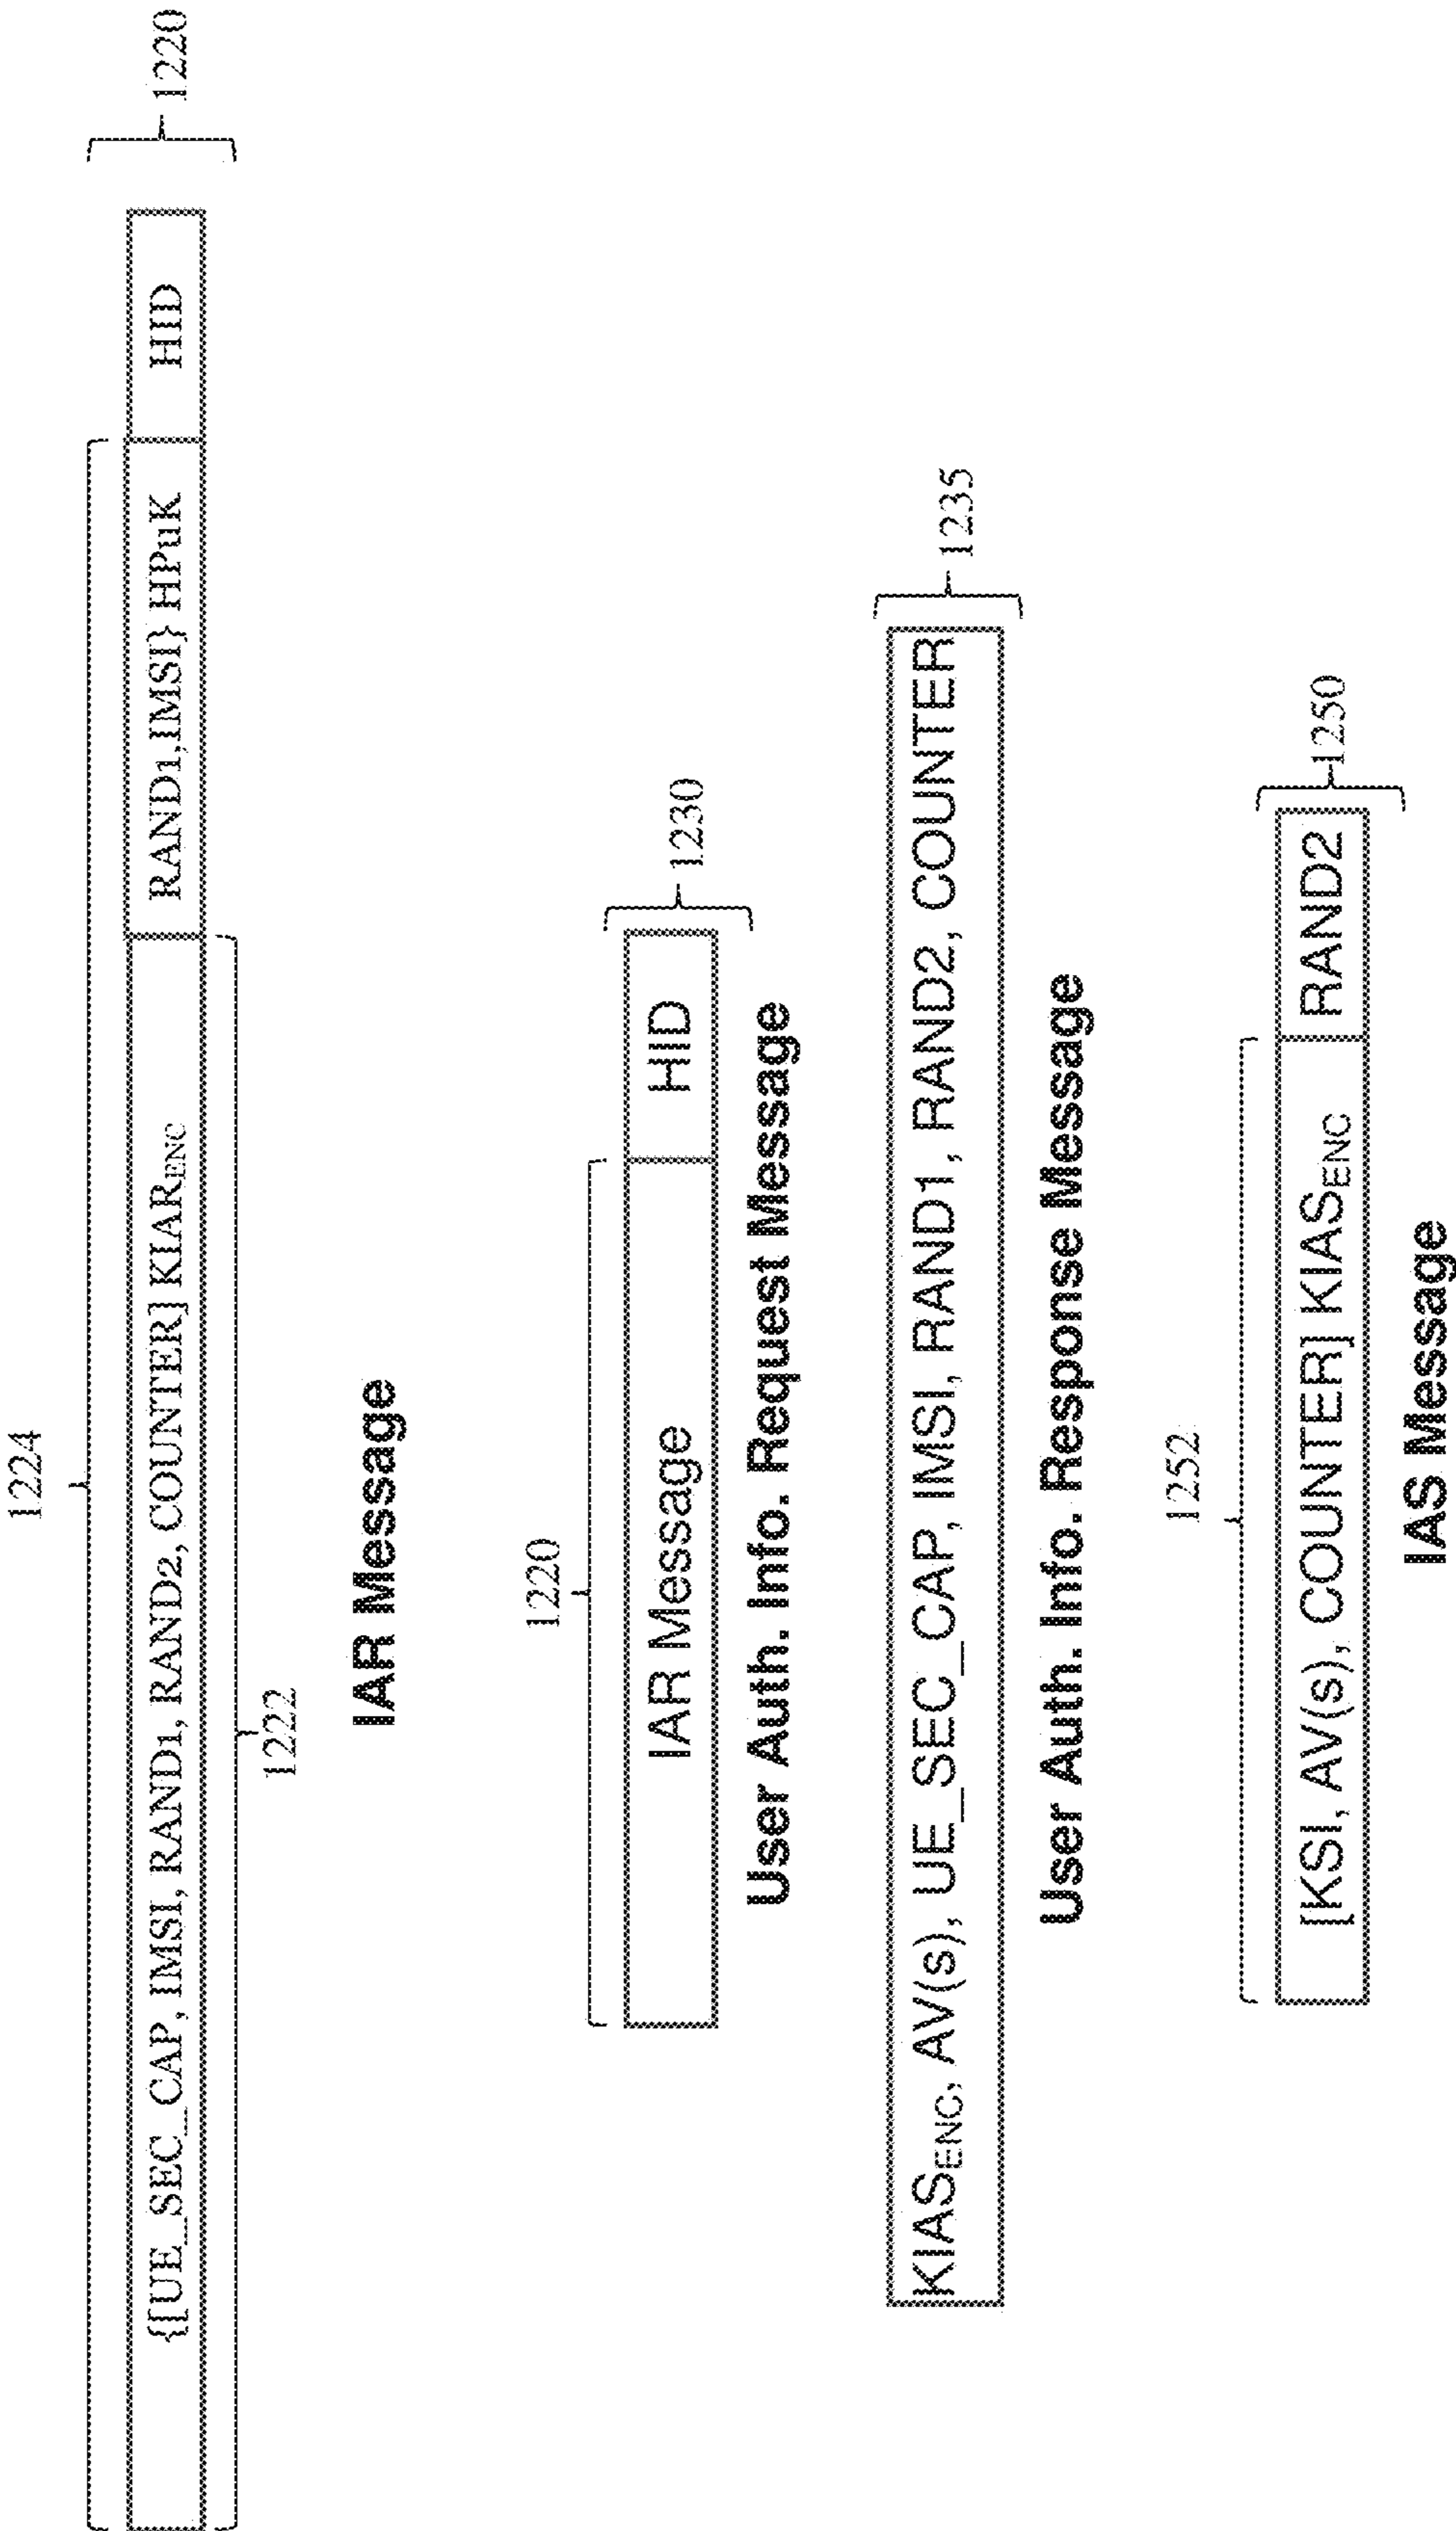 1224
{[UE_SEC_CAP, IMSI, RAND1, RAND2, COUNTER] KIARENC RAND1,IMSI} HPuK HID 1220
1222
IAR Message
1220
IAR Message HID 1230
User Auth. Info. Request Message
KIASENC, AV(s), UE_SEC_CAP, IMSI, RAND1, RAND2, COUNTER 1235
User Auth. Info. Response Message
1252
[KSI, AV(s), COUNTER] KIASENC RAND2 1250
IAS Message